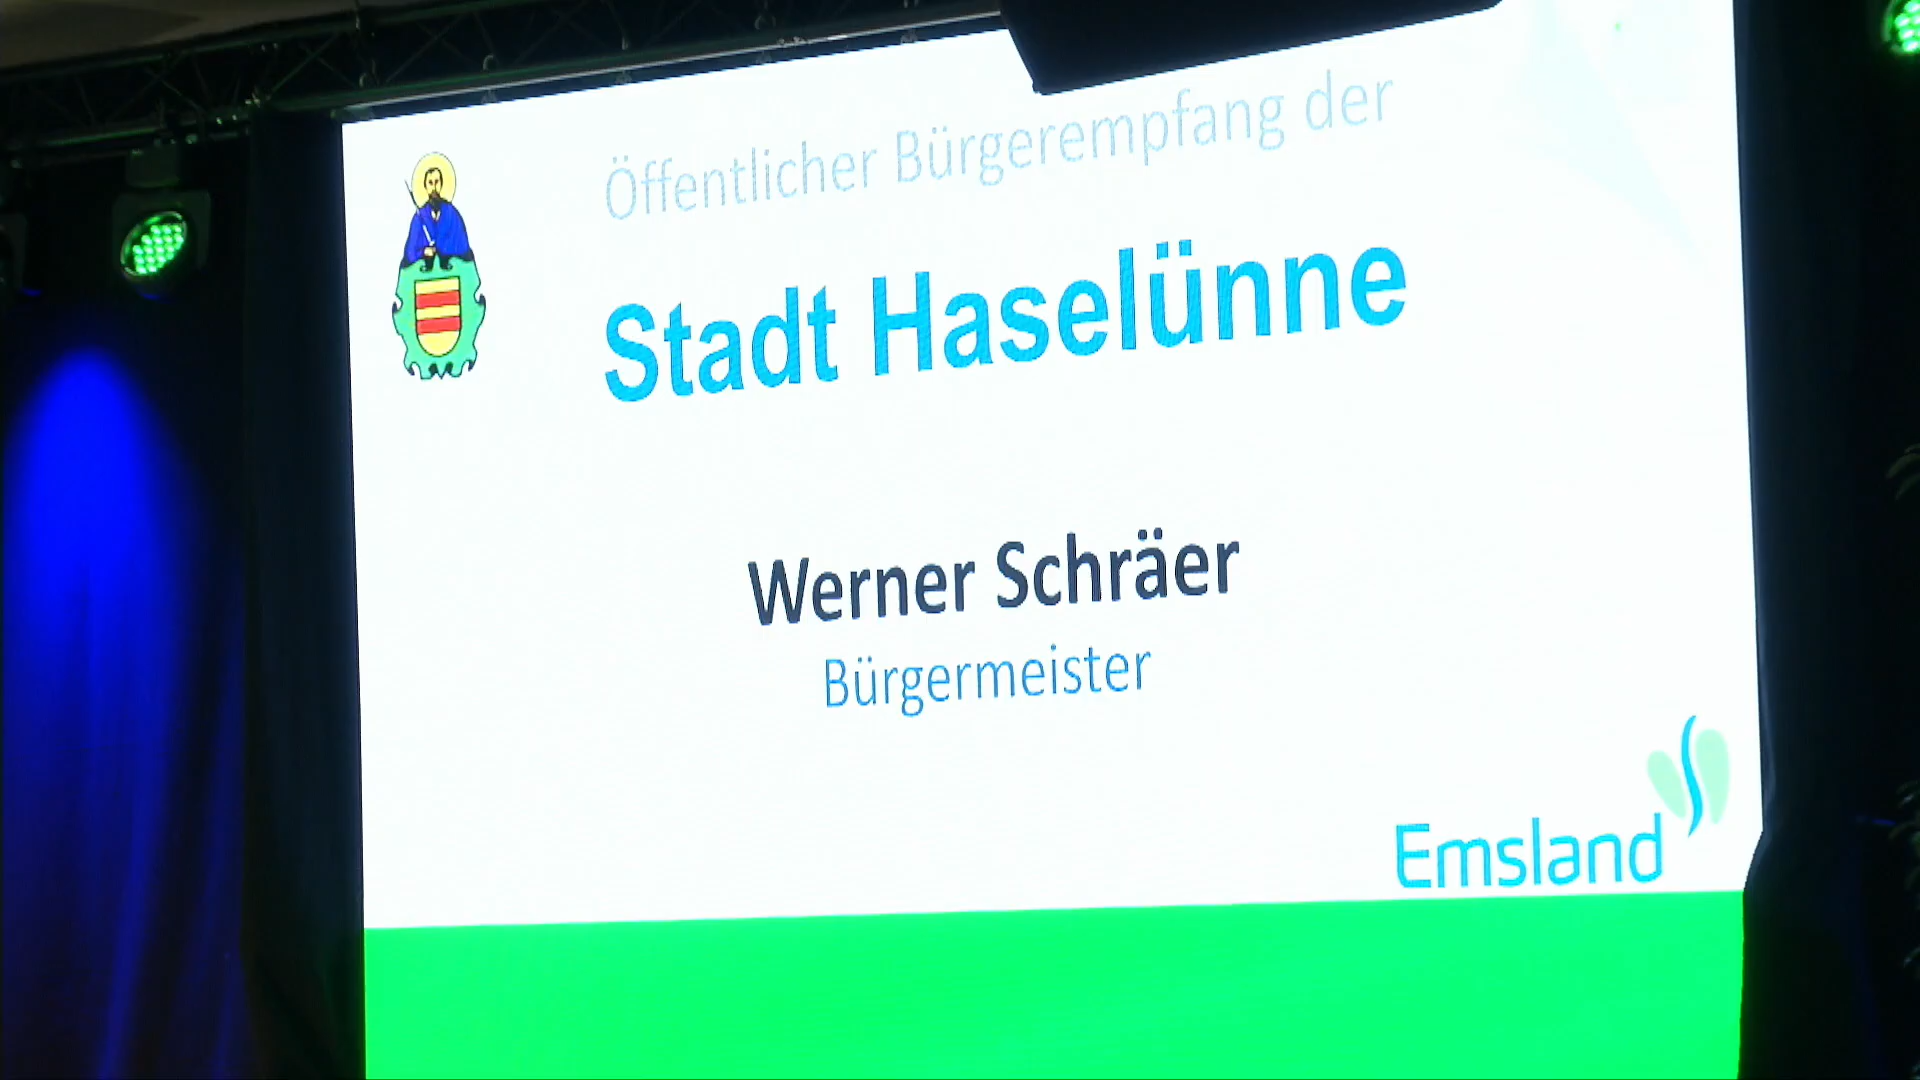 Öffentlicher Bürgerempfang der
Stadt Haselünne
Werner Schräer
Bürgermeister
Emsland